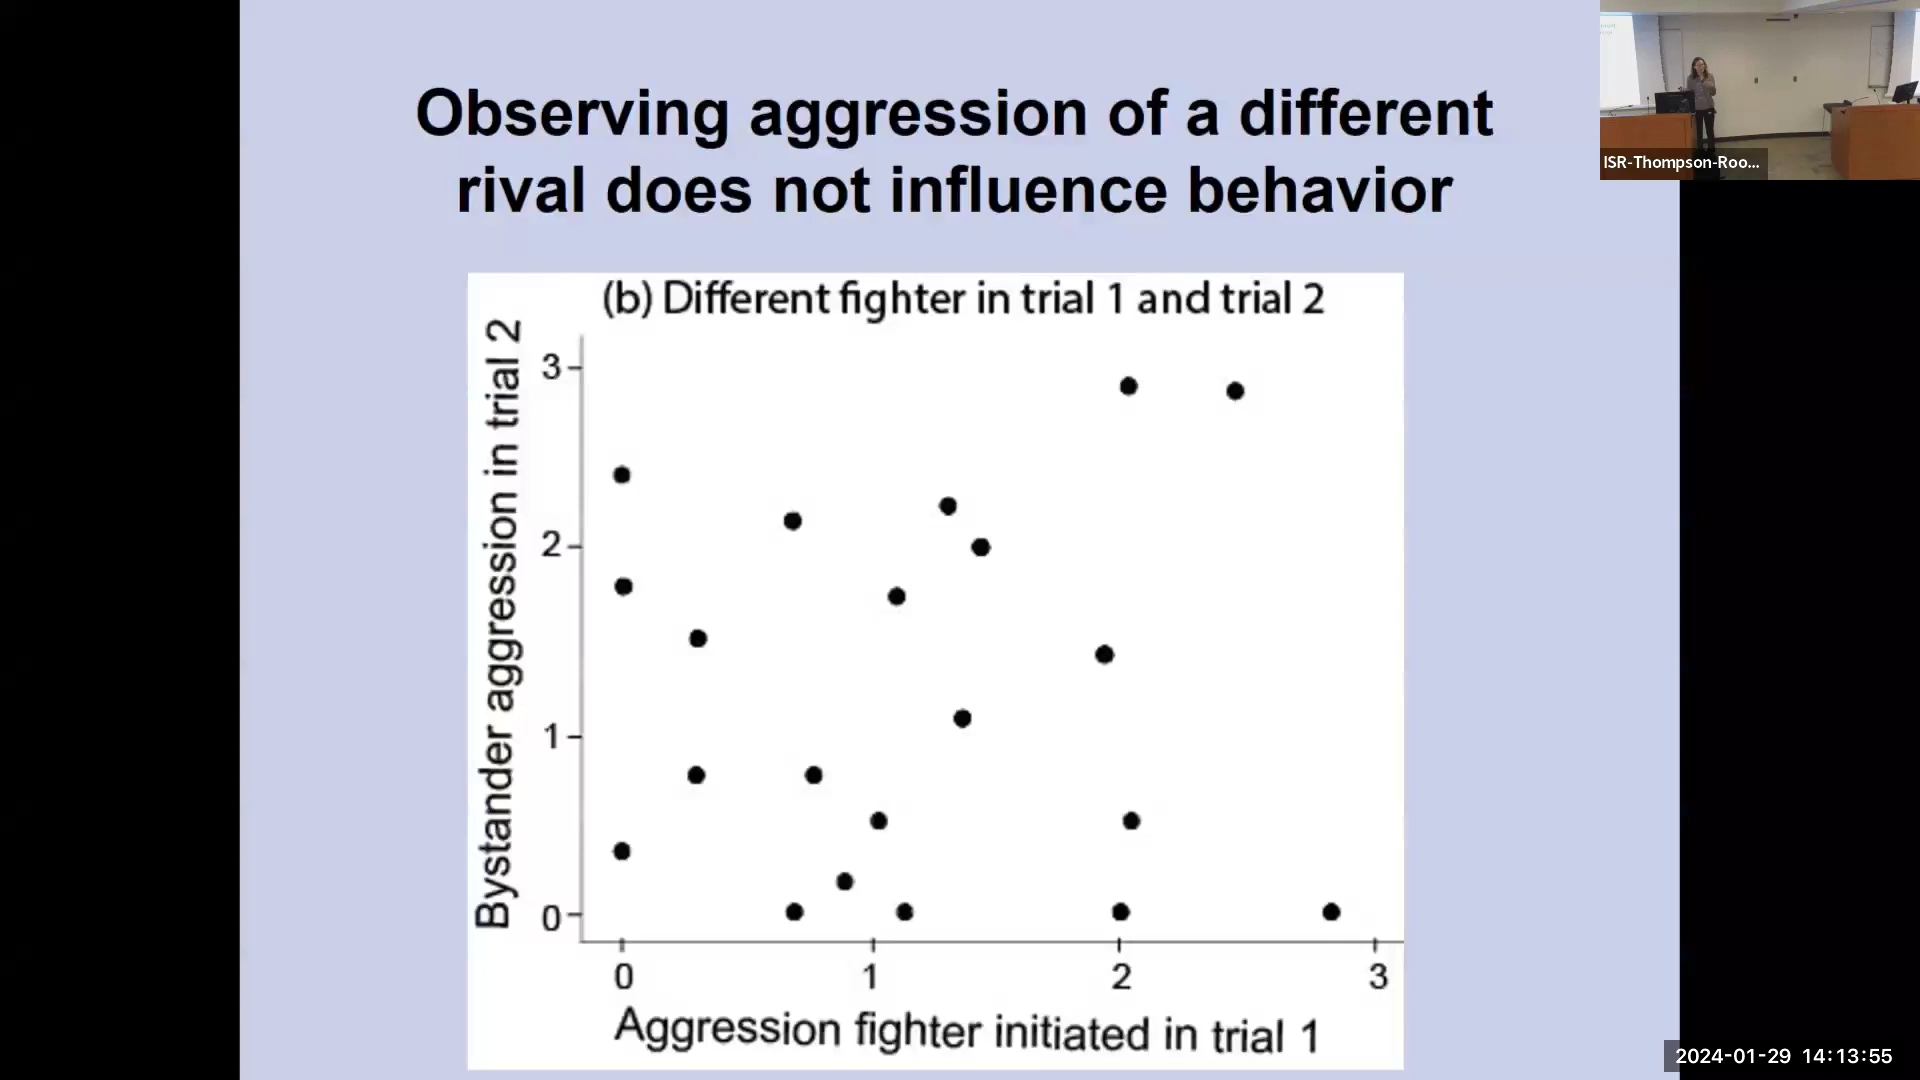 Observing aggression of a different
rival does not influence behavior
ISR-Thompson-Roo...
(b) Different fighter in trial 1 and trial 2
Bystander aggression in trial 2
3
2
1
0
0 1 2 3
Aggression fighter initiated in trial 1
2024-01-29 14:13:55